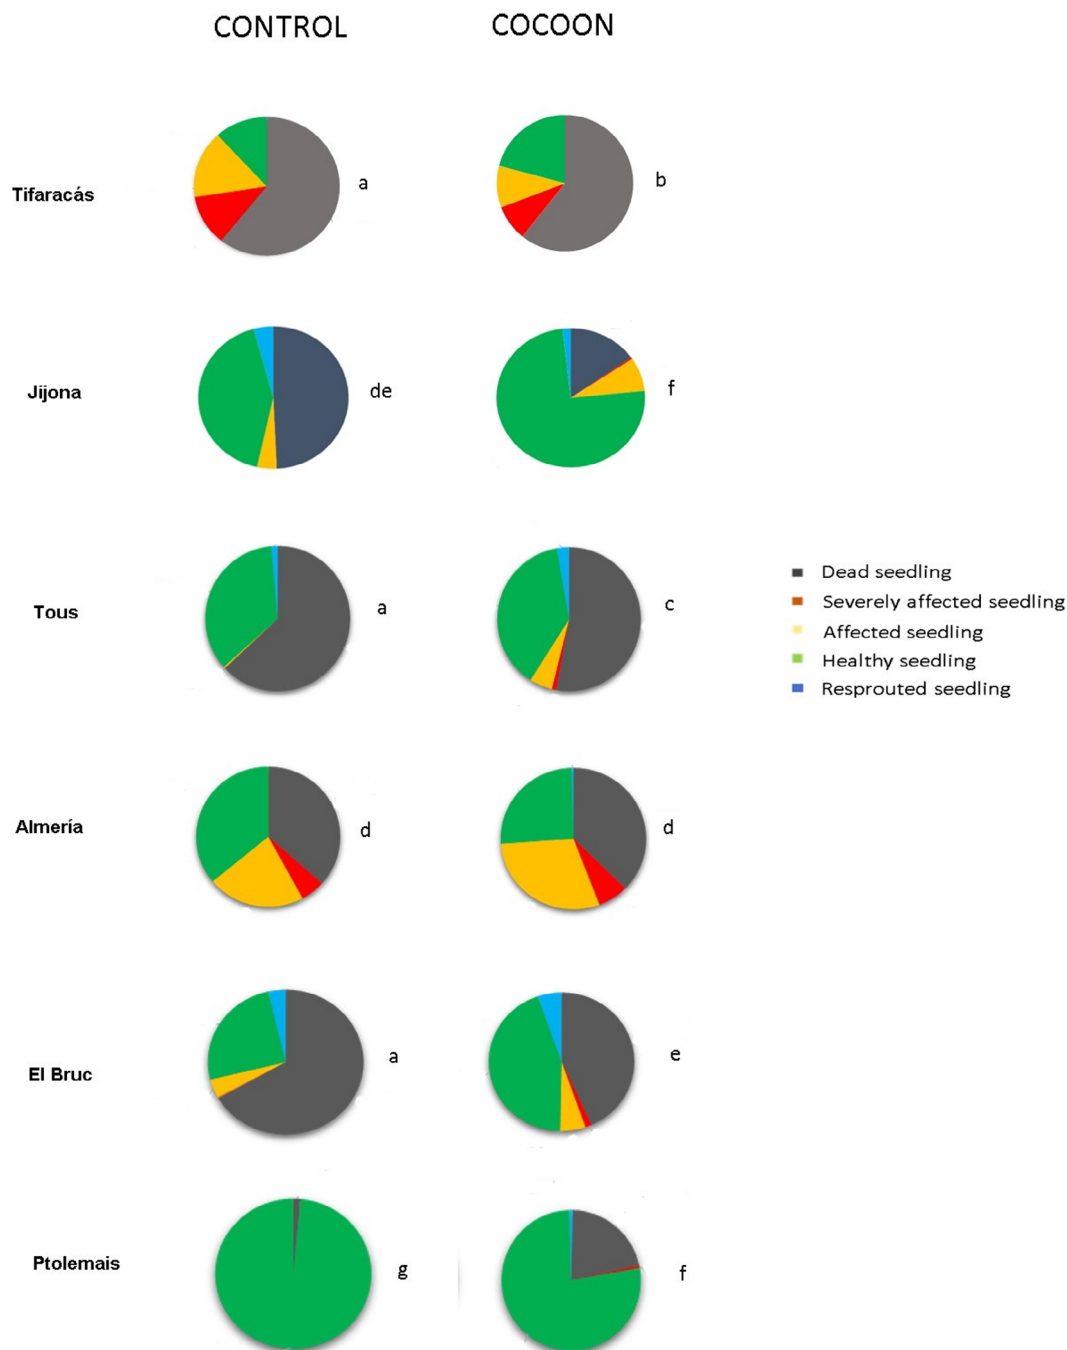 CONTROL COCOON
Tifaracás a b
Jijona de f
Tous a c
Dead seedling
Severely affected seedling
Affected seedling
Healthy seedling
Resprouted seedling
Almería d d
El Bruc a e
Ptolemais g f